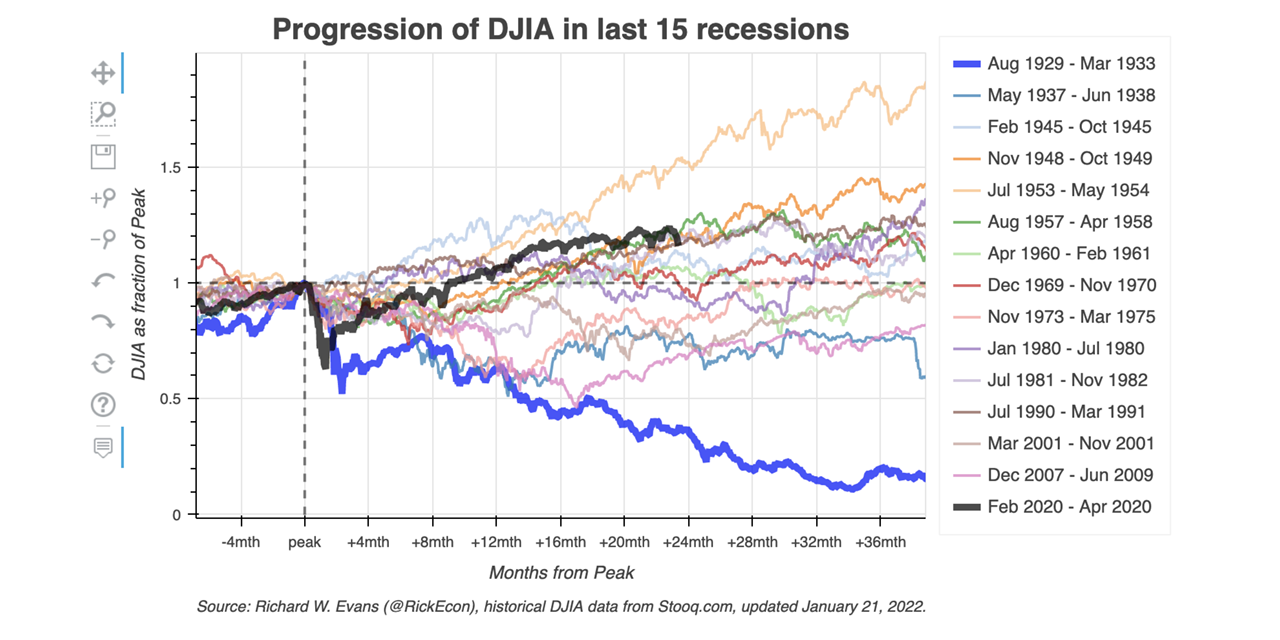 Progression of DJIA in last 15 recessions
DJIA as fraction of Peak
1.5
1
0.5
0
-4mth
peak
+4mth
+8mth
+12mth
+16mth
+20mth
+24mth
+28mth
+32mth
+36mth
Months from Peak
Aug 1929 - Mar 1933
May 1937 - Jun 1938
Feb 1945 - Oct 1945
Nov 1948 - Oct 1949
Jul 1953 - May 1954
Aug 1957 - Apr 1958
Apr 1960 - Feb 1961
Dec 1969 - Nov 1970
Nov 1973 - Mar 1975
Jan 1980 - Jul 1980
Jul 1981 - Nov 1982
Jul 1990 - Mar 1991
Mar 2001 - Nov 2001
Dec 2007 - Jun 2009
Feb 2020 - Apr 2020
Source: Richard W. Evans (@RickEcon), historical DJIA data from Stooq.com, updated January 21, 2022.